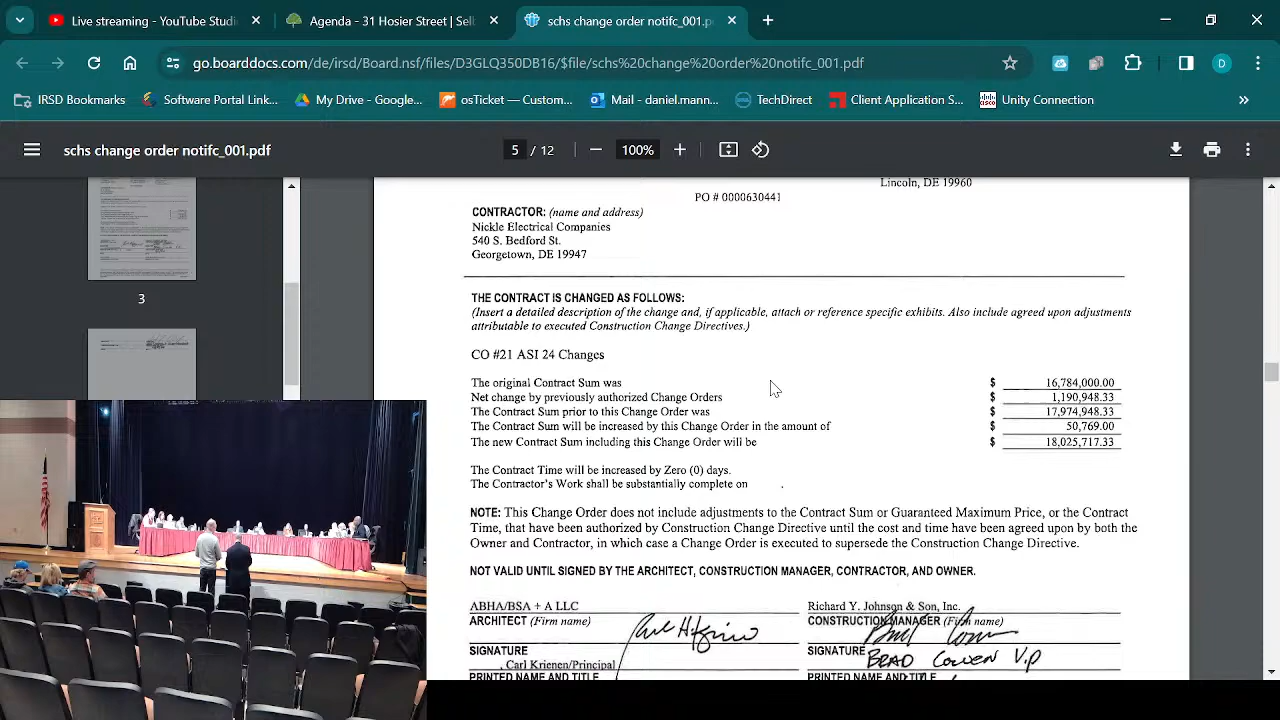 Live streaming - YouTube Studi
Agenda - 31 Hosier Street | Sel
schs change order notifc_001.p
go.boarddocs.com/de/irsd/Board.nsf/files/D3GLQ350DB16/$file/schs%20change%20order%20notifc_001.pdf
D
IRSD Bookmarks
Software Portal Link...
My Drive - Google...
osTicket — Custom...
Mail - daniel.mann...
TechDirect
Client Application S...
Unity Connection
schs change order notifc_001.pdf
5 / 12
100%
3
Lincoln, DE 19960
PO # 0000630441
CONTRACTOR: (name and address)
Nickle Electrical Companies
540 S. Bedford St.
Georgetown, DE 19947
THE CONTRACT IS CHANGED AS FOLLOWS:
(Insert a detailed description of the change and, if applicable, attach or reference specific exhibits. Also include agreed upon adjustments
attributable to executed Construction Change Directives.)
CO #21 ASI 24 Changes
The original Contract Sum was $ 16,784,000.00
Net change by previously authorized Change Orders $ 1,190,948.33
The Contract Sum prior to this Change Order was $ 17,974,948.33
The Contract Sum will be increased by this Change Order in the amount of $ 50,769.00
The new Contract Sum including this Change Order will be $ 18,025,717.33
The Contract Time will be increased by Zero (0) days.
The Contractor's Work shall be substantially complete on .
NOTE: This Change Order does not include adjustments to the Contract Sum or Guaranteed Maximum Price, or the Contract
Time, that have been authorized by Construction Change Directive until the cost and time have been agreed upon by both the
Owner and Contractor, in which case a Change Order is executed to supersede the Construction Change Directive.
NOT VALID UNTIL SIGNED BY THE ARCHITECT, CONSTRUCTION MANAGER, CONTRACTOR, AND OWNER.
ABHA/BSA + A LLC
ARCHITECT (Firm name)
SIGNATURE
. Carl Krienen/Principal
PRINTED NAME AND TITLE
Richard Y. Johnson & Son, Inc.
CONSTRUCTION MANAGER (Firm name)
SIGNATURE
BRAD COWEN V.P
PRINTED NAME AND TITLE